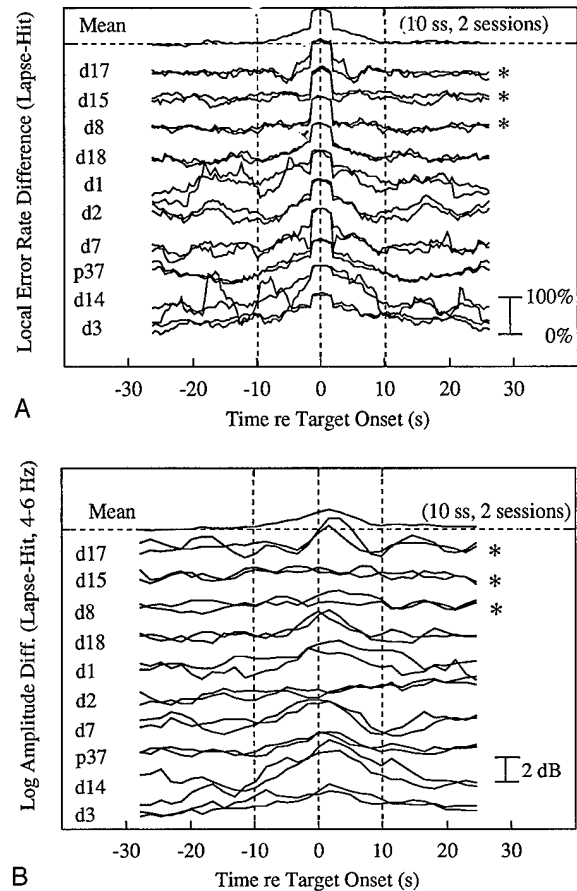 Local Error Rate Difference (Lapse-Hit)
Mean (10 ss, 2 sessions)
d17 *
d15 *
d8 *
d18
d1
d2
d7
p37
d14 100%
d3 0%
-30 -20 -10 0 10 20 30
Time re Target Onset (s)
A
Log Amplitude Diff. (Lapse-Hit, 4-6 Hz)
Mean (10 ss, 2 sessions)
d17 *
d15 *
d8 *
d18
d1
d2
d7
p37
2 dB
d14
d3
-30 -20 -10 0 10 20 30
Time re Target Onset (s)
B